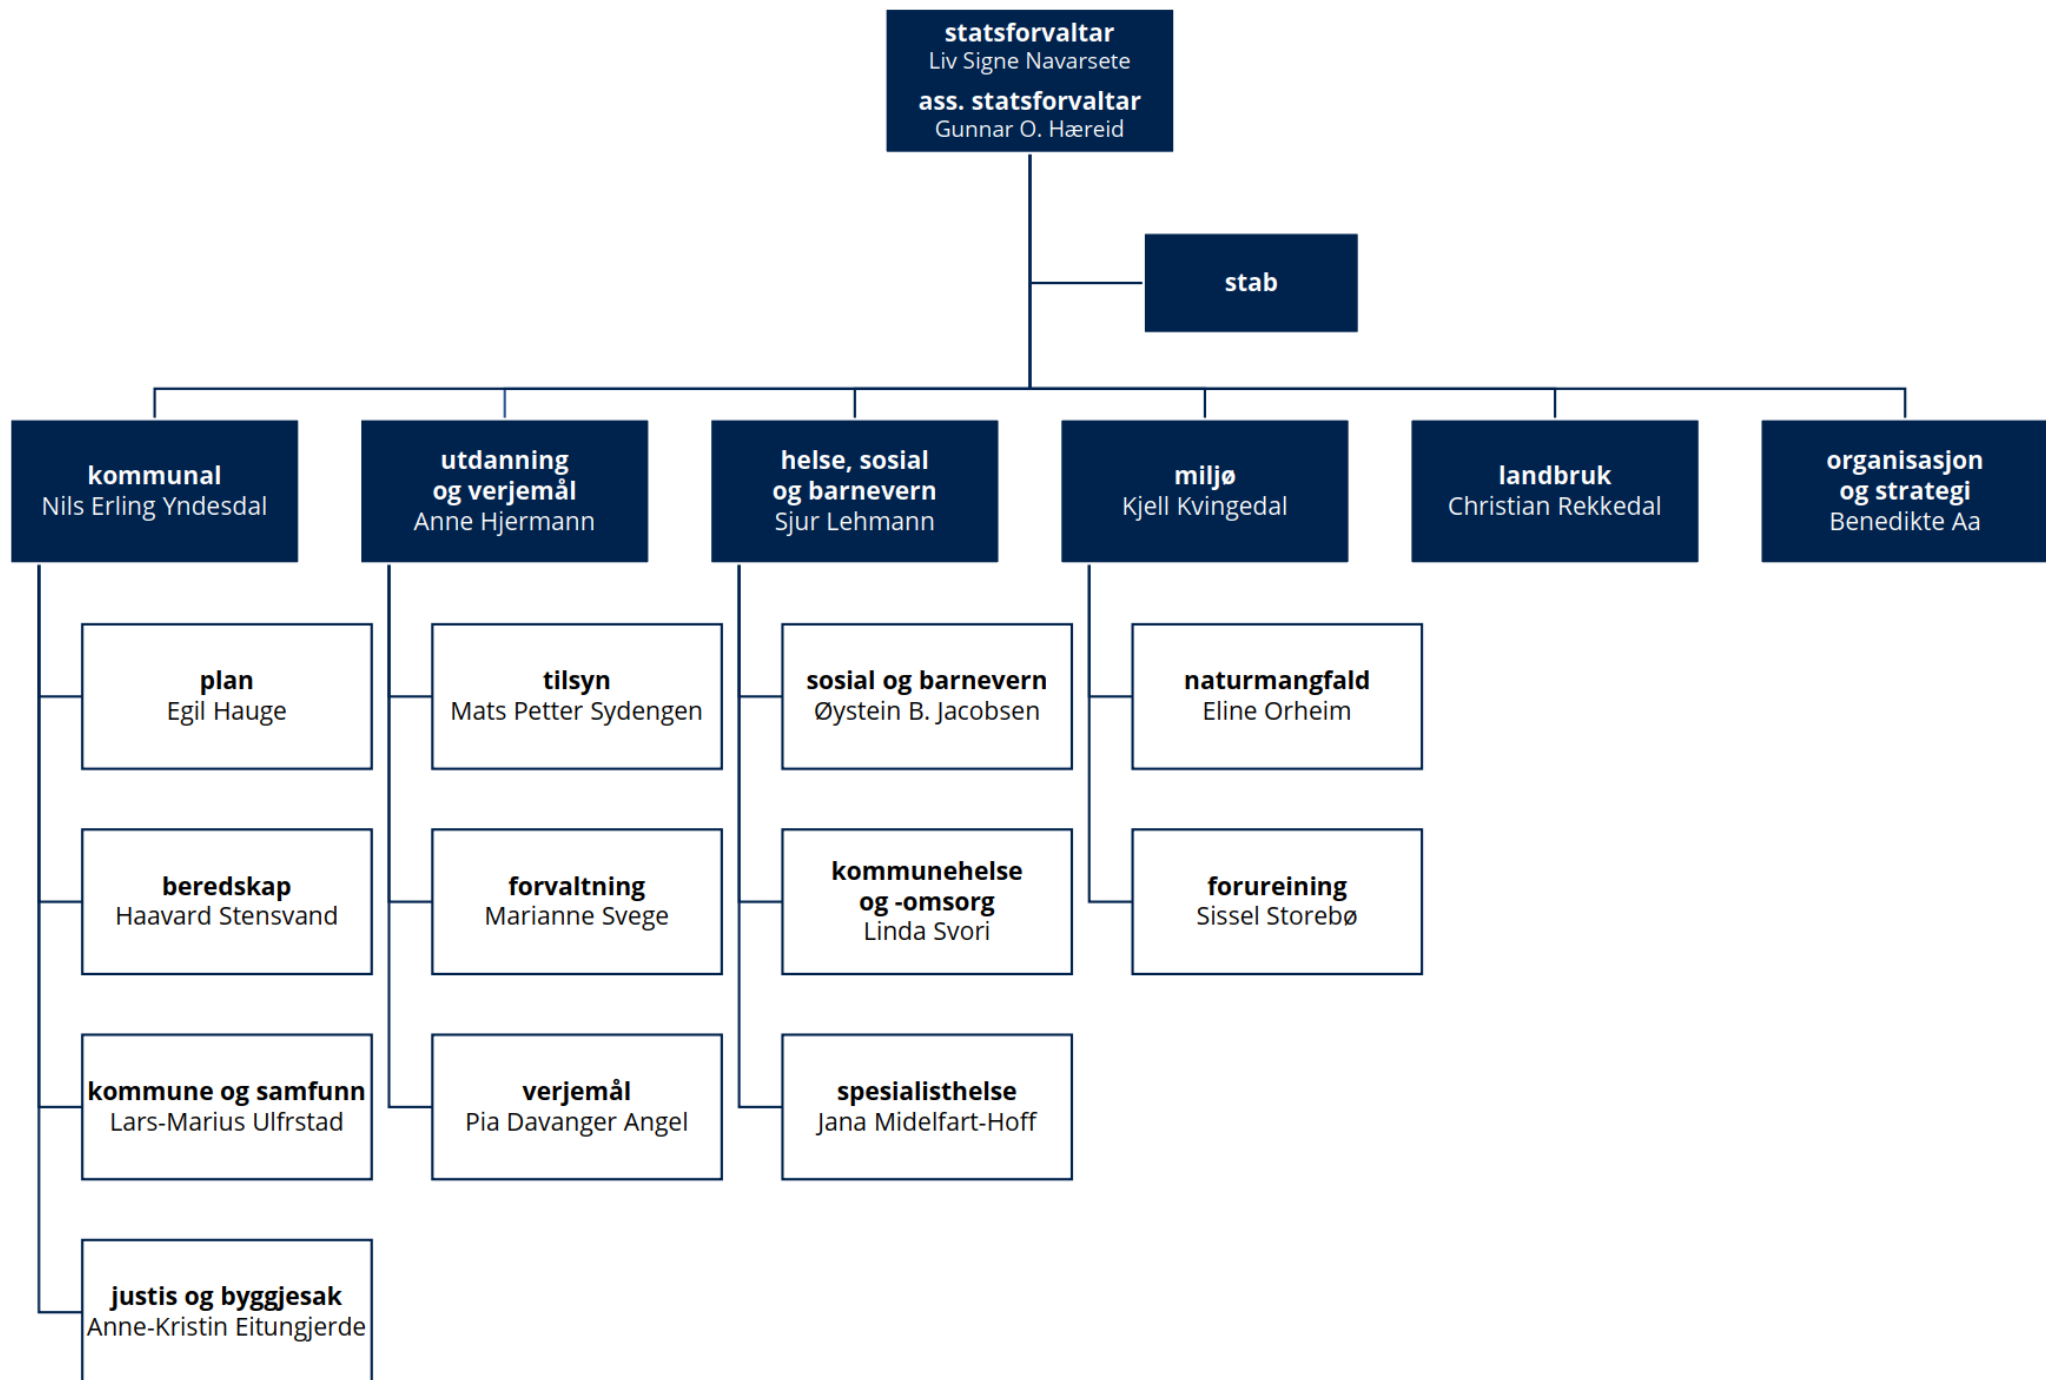 statsforvaltar
Liv Signe Navarsete
ass. statsforvaltar
Gunnar O. Hæreid
stab
kommunal
Nils Erling Yndesdal
utdanning
og verjemål
Anne Hjermann
helse, sosial
og barnevern
Sjur Lehmann
miljø
Kjell Kvingedal
landbruk
Christian Rekkedal
organisasjon
og strategi
Benedikte Aa
plan
Egil Hauge
tilsyn
Mats Petter Sydengen
sosial og barnevern
Øystein B. Jacobsen
naturmangfald
Eline Orheim
beredskap
Haavard Stensvand
forvaltning
Marianne Svege
kommunehelse
og -omsorg
Linda Svori
forureining
Sissel Storebø
kommune og samfunn
Lars-Marius Ulfrstad
verjemål
Pia Davanger Angel
spesialisthelse
Jana Midelfart-Hoff
justis og byggjesak
Anne-Kristin Eitungjerde